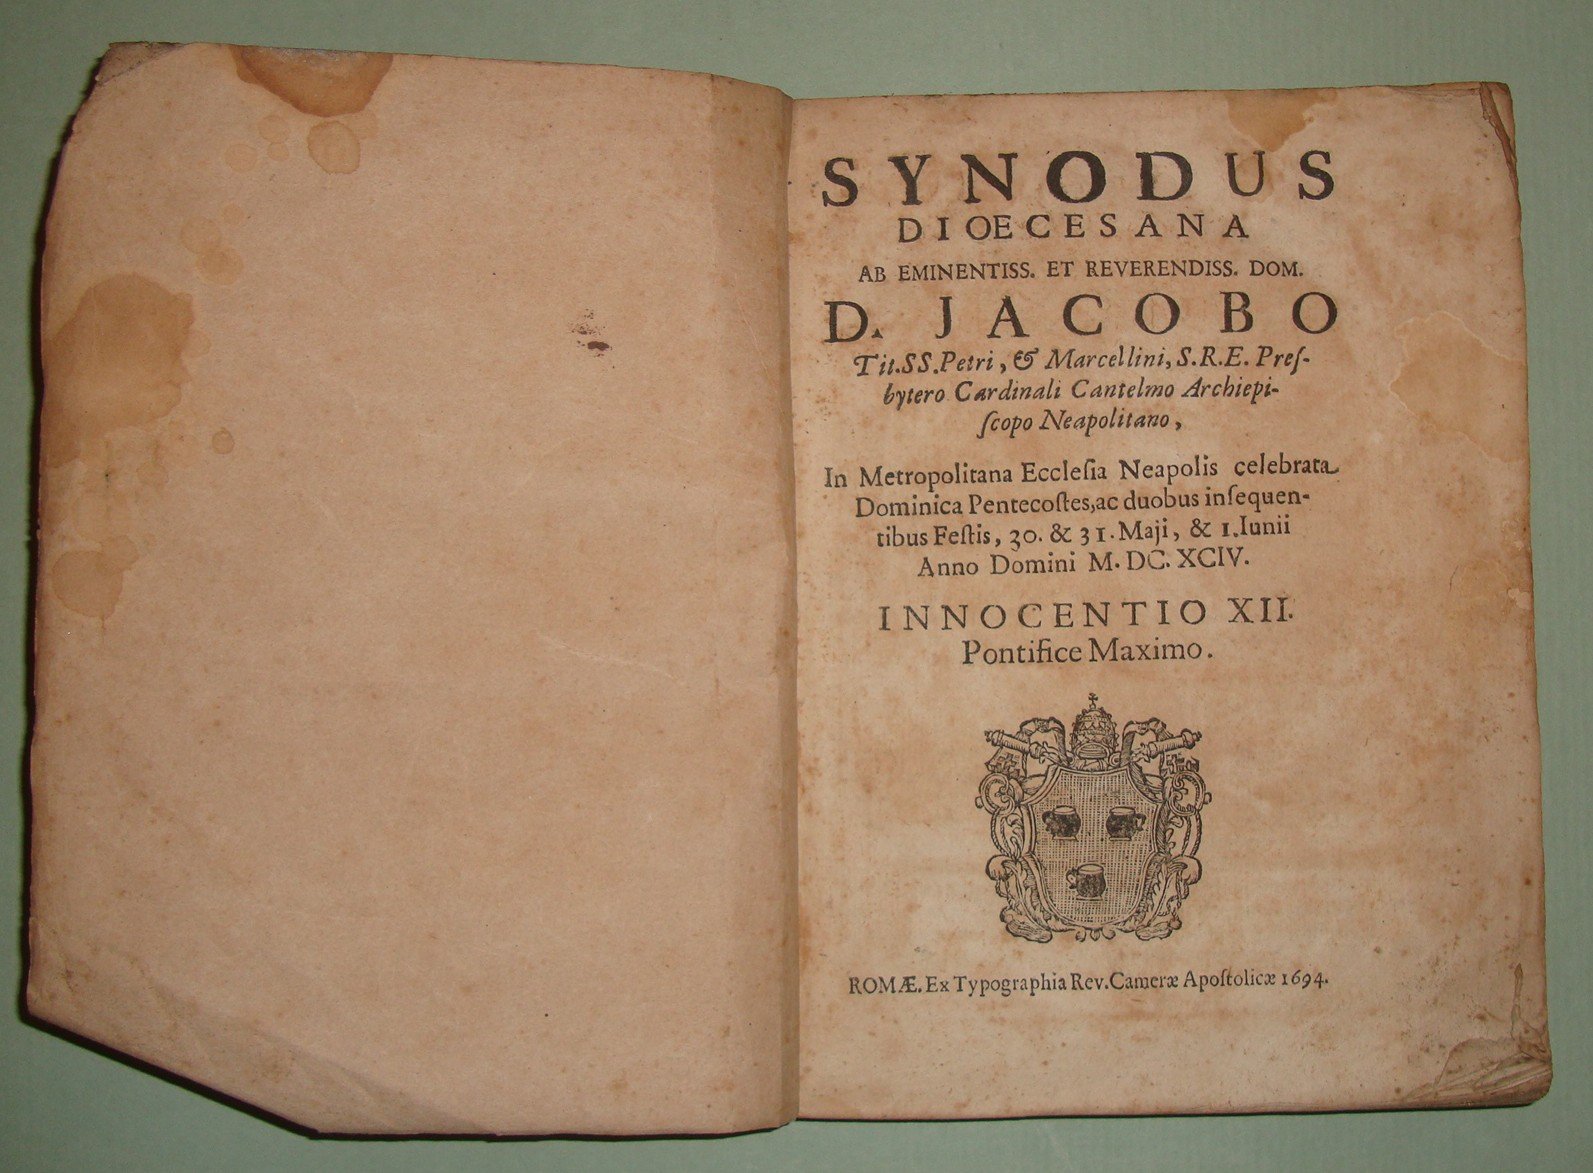 SYNODUS
DIOECESANA
AB EMINENTISS. ET REVERENDISS. DOM.
D. JACOBO
Tit.SS.Petri, & Marcellini, S.R.E. Preſ-
bytero Cardinali Cantelmo Archiepi-
ſcopo Neapolitano,
In Metropolitana Eccleſia Neapolis celebrata
Dominica Pentecoſtes,ac duobus inſequen-
tibus Feſtis, 30. & 31. Maji, & 1. Iunii
Anno Domini M. DC. XCIV.
INNOCENTIO XII.
Pontifice Maximo.
ROMÆ. Ex Typographia Rev. Cameræ Apoſtolicæ 1694.